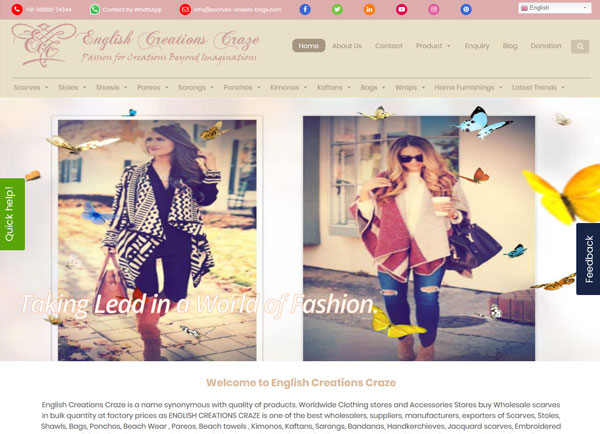 +91-98888-74344 Contact by WhatsApp info@scarves-shawls-bags.com English
English Creations Craze
Passion for Creations Beyond Imaginations
Home About Us Contact Product Enquiry Blog Donation
Scarves Stoles Shawls Pareos Sarongs Ponchos Kimonos Kaftans Bags Wraps Home Furnishings Latest Trends
Quick help!
Feedback
Taking Lead in a World of Fashion.
Welcome to English Creations Craze
English Creations Craze is a name synonymous with quality of products. Worldwide Clothing stores and Accessories Stores buy Wholesale scarves
in bulk quantity at factory prices as ENGLISH CREATIONS CRAZE is one of the best wholesalers, suppliers, manufacturers, exporters of Scarves, Stoles,
Shawls, Bags, Ponchos, Beach Wear , Pareos, Beach towels , Kimonos, Kaftans, Sarongs, Bandanas, Handkerchieves, Jacquard scarves, Embroidered